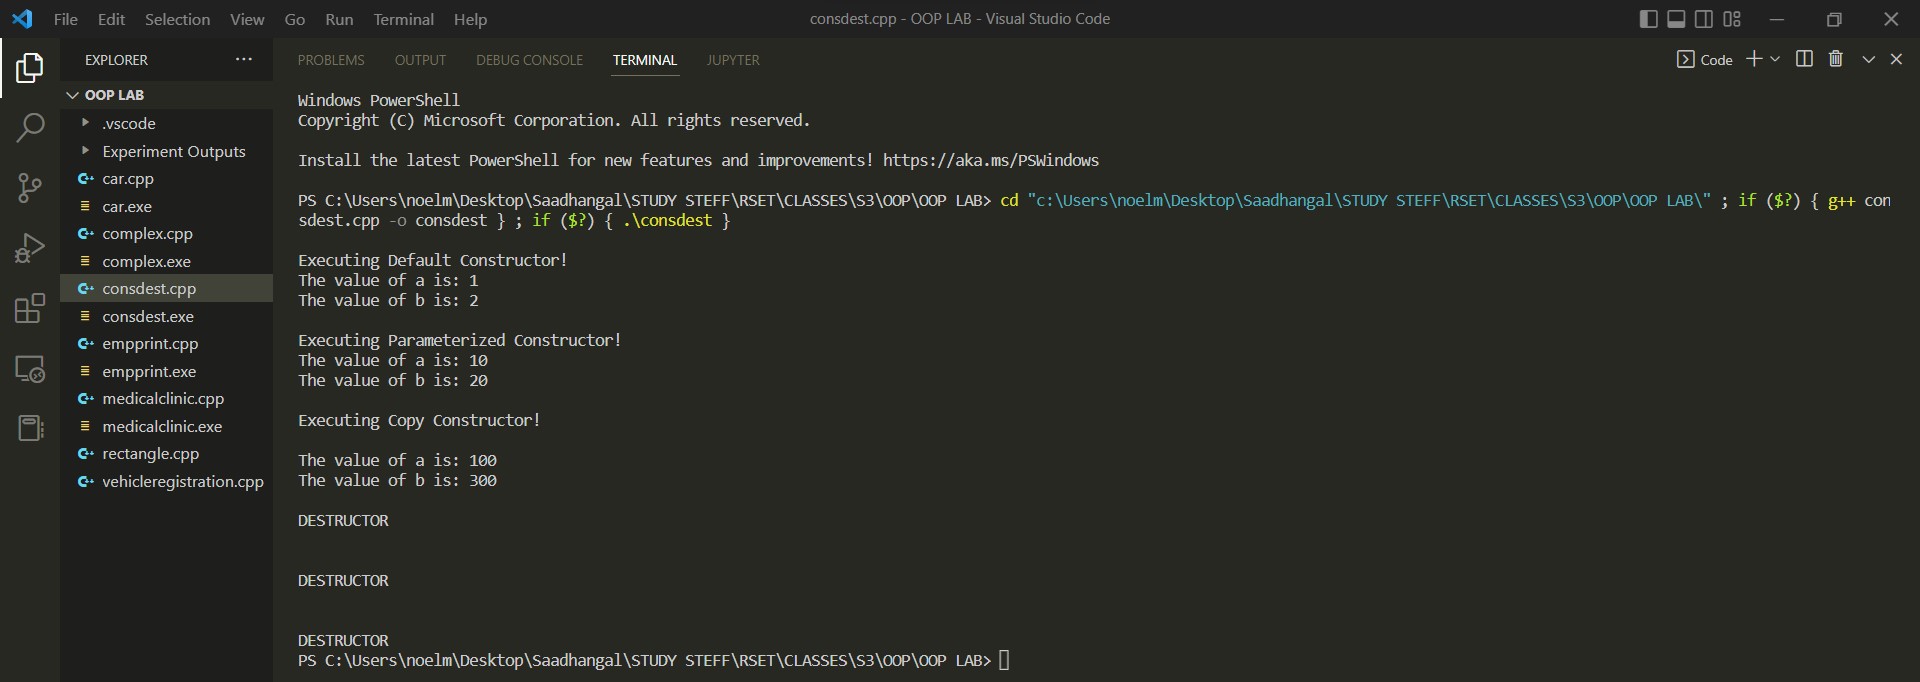 File Edit Selection View Go Run Terminal Help
consdest.cpp - OOP LAB - Visual Studio Code
EXPLORER
OOP LAB
.vscode
Experiment Outputs
car.cpp
car.exe
complex.cpp
complex.exe
consdest.cpp
consdest.exe
empprint.cpp
empprint.exe
medicalclinic.cpp
medicalclinic.exe
rectangle.cpp
vehicleregistration.cpp
PROBLEMS OUTPUT DEBUG CONSOLE TERMINAL JUPYTER
Code
Windows PowerShell
Copyright (C) Microsoft Corporation. All rights reserved.
Install the latest PowerShell for new features and improvements! https://aka.ms/PSWindows
PS C:\Users\noelm\Desktop\Saadhangal\STUDY STEFF\RSET\CLASSES\S3\OOP\OOP LAB> cd "c:\Users\noelm\Desktop\Saadhangal\STUDY STEFF\RSET\CLASSES\S3\OOP\OOP LAB\" ; if ($?) { g++ con
sdest.cpp -o consdest } ; if ($?) { .\consdest }
Executing Default Constructor!
The value of a is: 1
The value of b is: 2
Executing Parameterized Constructor!
The value of a is: 10
The value of b is: 20
Executing Copy Constructor!
The value of a is: 100
The value of b is: 300
DESTRUCTOR
DESTRUCTOR
DESTRUCTOR
PS C:\Users\noelm\Desktop\Saadhangal\STUDY STEFF\RSET\CLASSES\S3\OOP\OOP LAB>